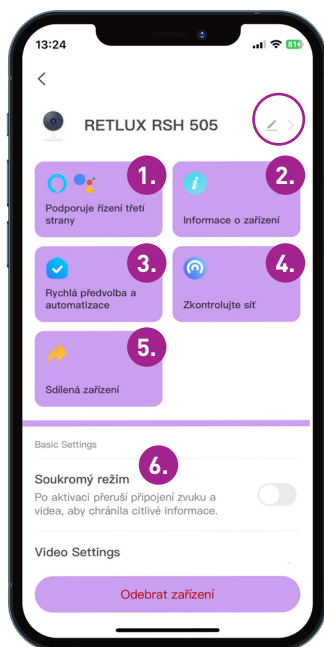 13:24
81
RETLUX RSH 505
1.
Podporuje řízení třetí
strany
2.
Informace o zařízení
3.
Rychlá předvolba a
automatizace
4.
Zkontrolujte síť
5.
Sdílená zařízení
Basic Settings
6.
Soukromý režim
Po aktivaci přeruší připojení zvuku a
videa, aby chránila citlivé informace.
Video Settings
Odebrat zařízení